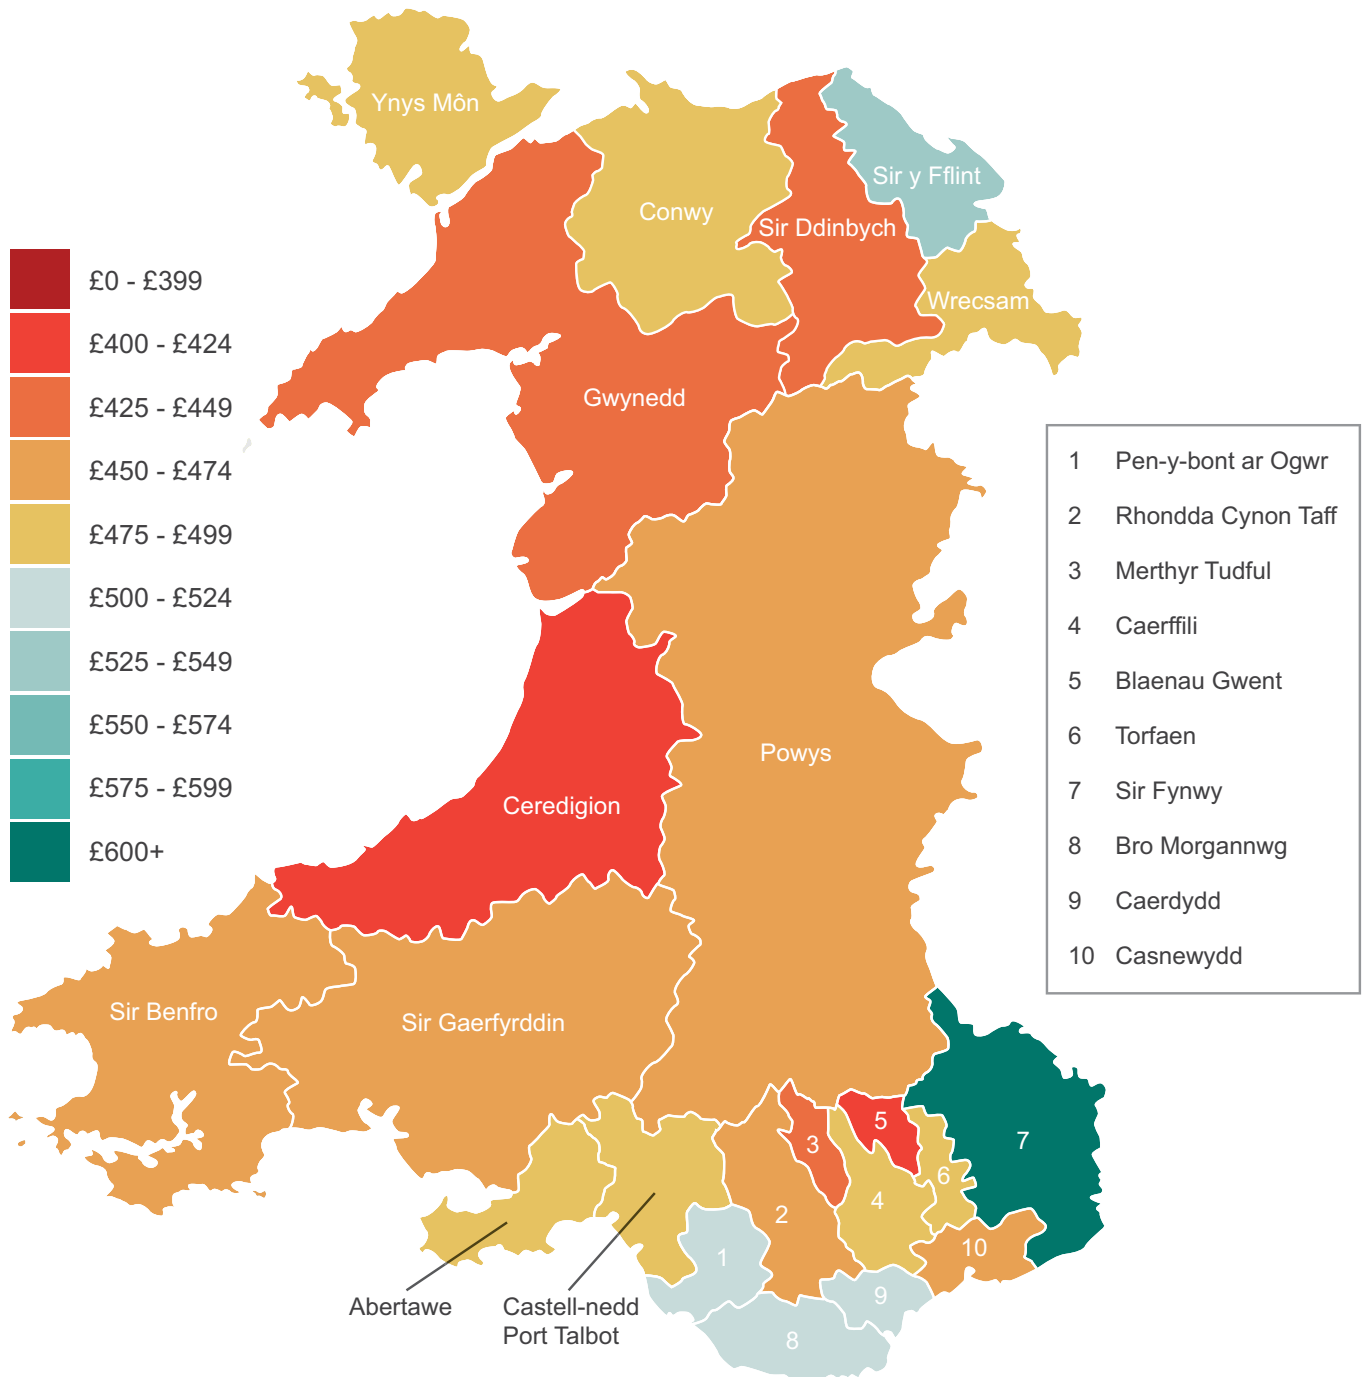 Ynys Môn
Conwy
Sir y Fflint
Sir Ddinbych
Wrecsam
Gwynedd
Powys
Ceredigion
Sir Benfro
Sir Gaerfyrddin
Abertawe
Castell-nedd
Port Talbot
1
2
3
4
5
6
7
8
9
10
£0 - £399
£400 - £424
£425 - £449
£450 - £474
£475 - £499
£500 - £524
£525 - £549
£550 - £574
£575 - £599
£600+
1 Pen-y-bont ar Ogwr
2 Rhondda Cynon Taff
3 Merthyr Tudful
4 Caerffili
5 Blaenau Gwent
6 Torfaen
7 Sir Fynwy
8 Bro Morgannwg
9 Caerdydd
10 Casnewydd